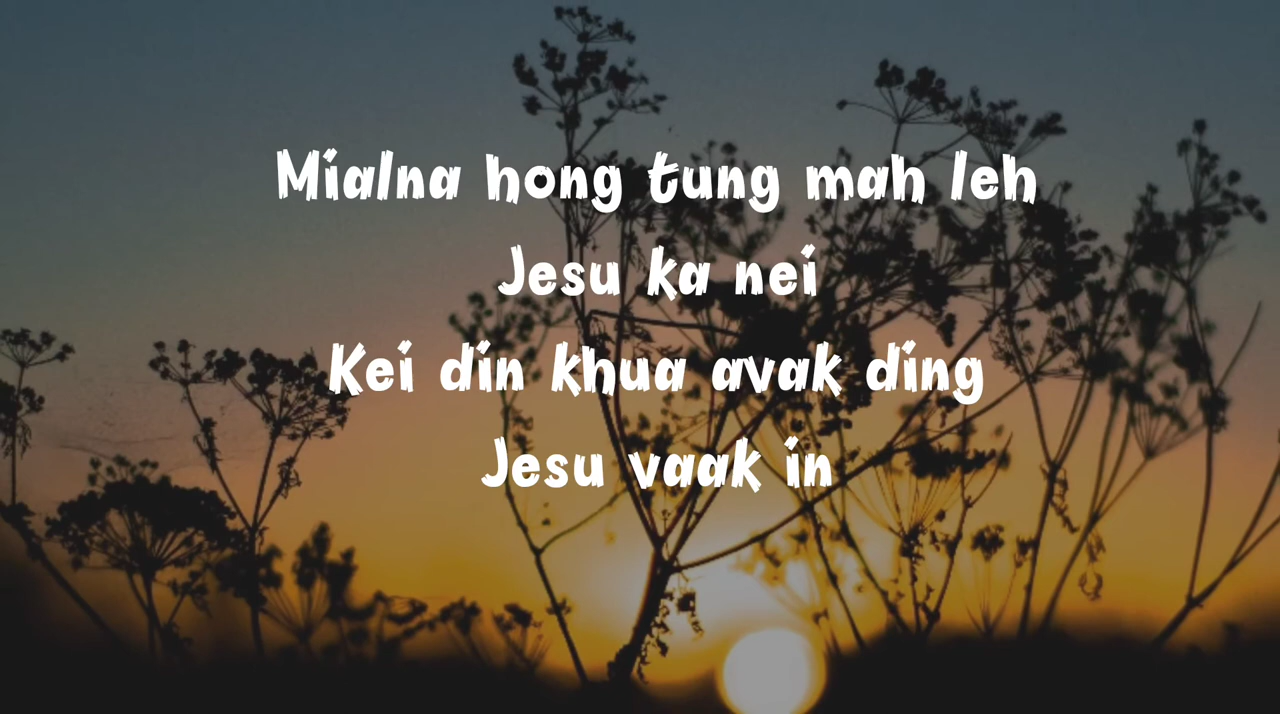 Mialna hong tung mah leh
Jesu ka nei
Kei din khua avak ding
Jesu vaak in